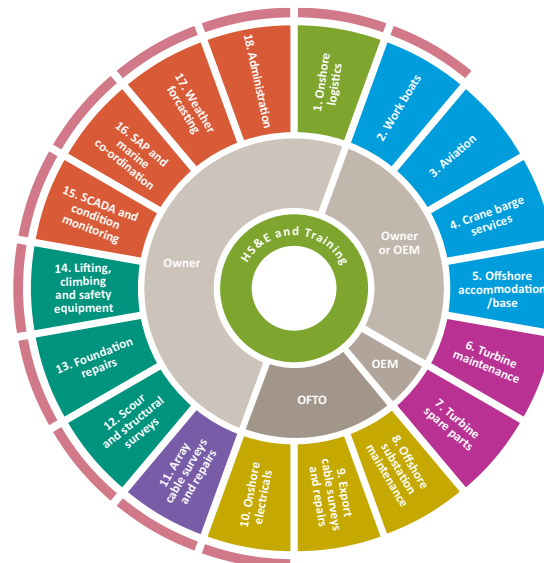 1. Onshore
logistics
2. Work boats
3. Aviation
4. Crane barge
services
5. Offshore
accommodation
/base
6. Turbine
maintenance
7. Turbine
spare parts
8. Offshore
substation
maintenance
9. Export
cable surveys
and repairs
10. Onshore
electricals
11. Array
cable surveys
and repairs
12. Scour
and structural
surveys
13. Foundation
repairs
14. Lifting,
climbing
and safety
equipment
15. SCADA and
condition
monitoring
16. SAP and
marine
co-ordination
17. Weather
forcasting
18. Administration
Owner
Owner
or OEM
OEM
OFTO
HS&E and Training